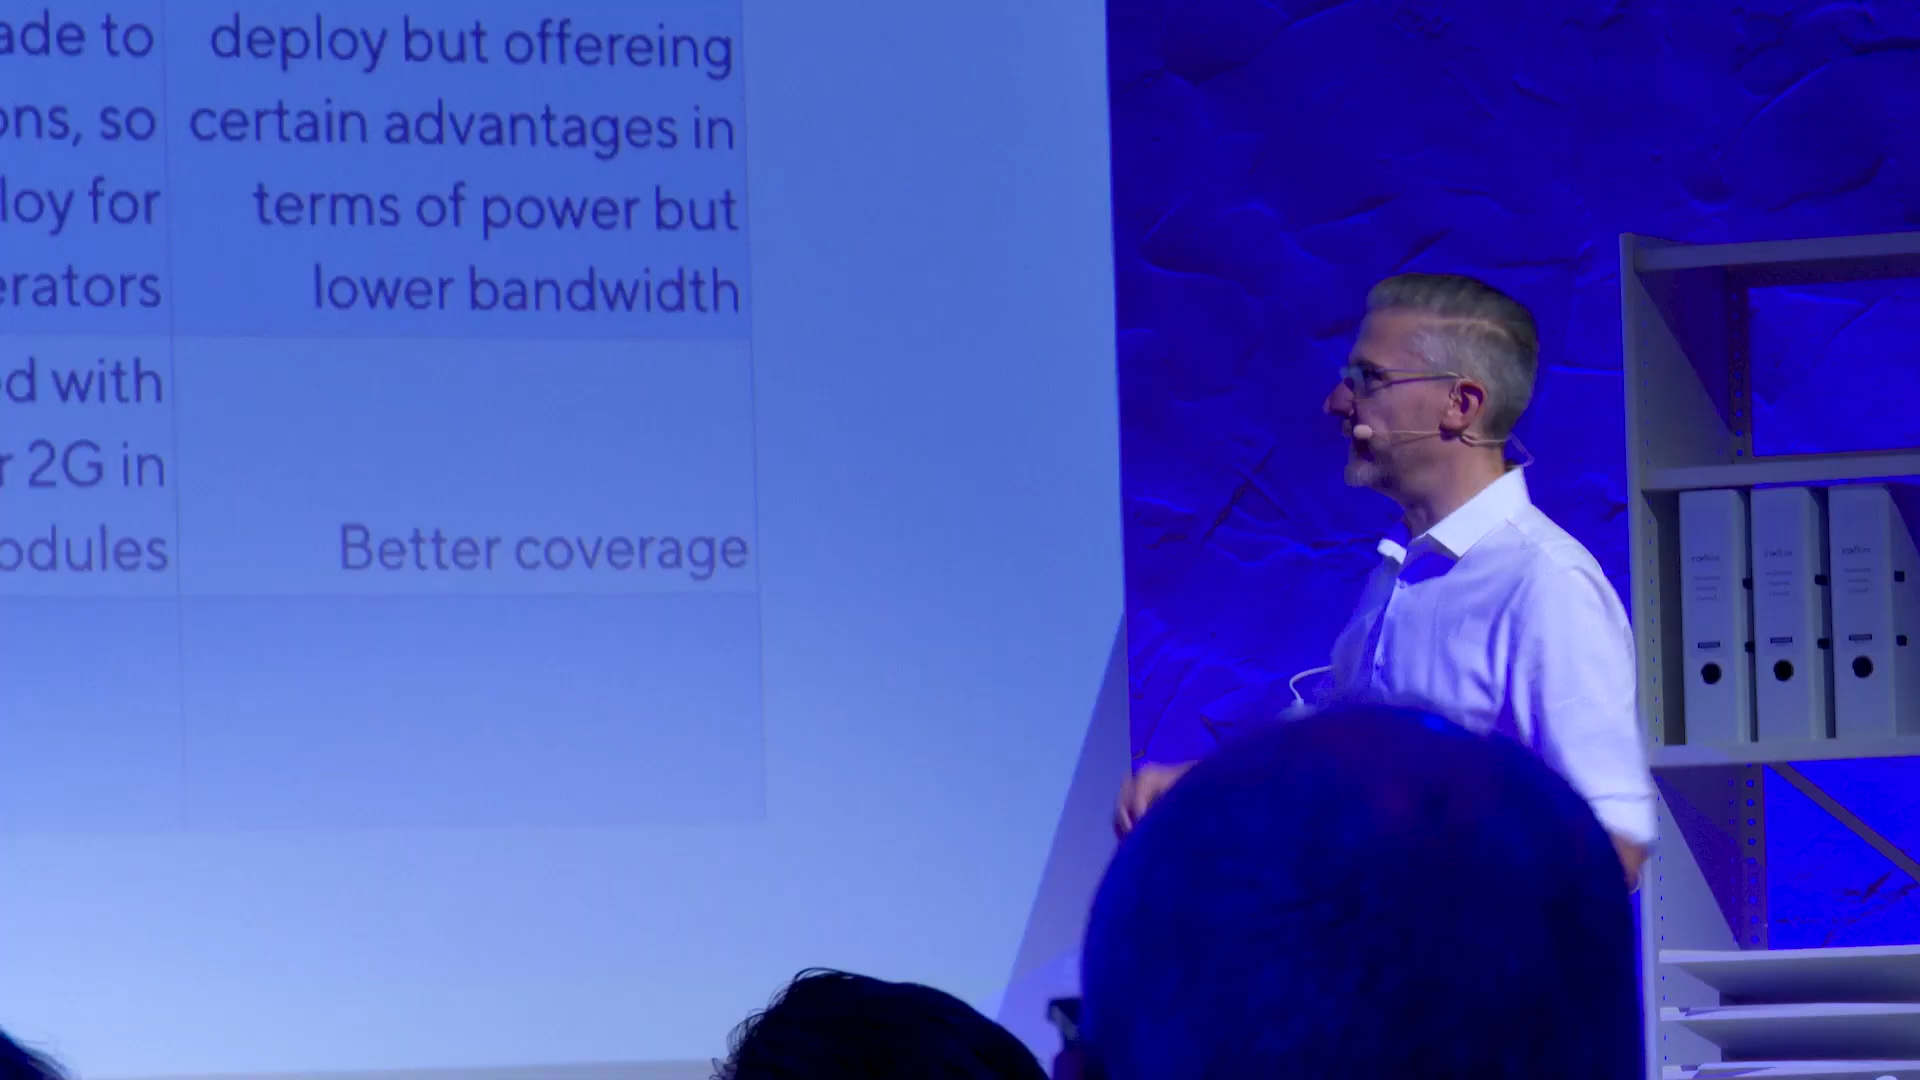 ade to
ons, so
loy for
erators
d with
r 2G in
odules
deploy but offereing
certain advantages in
terms of power but
lower bandwidth
Better coverage